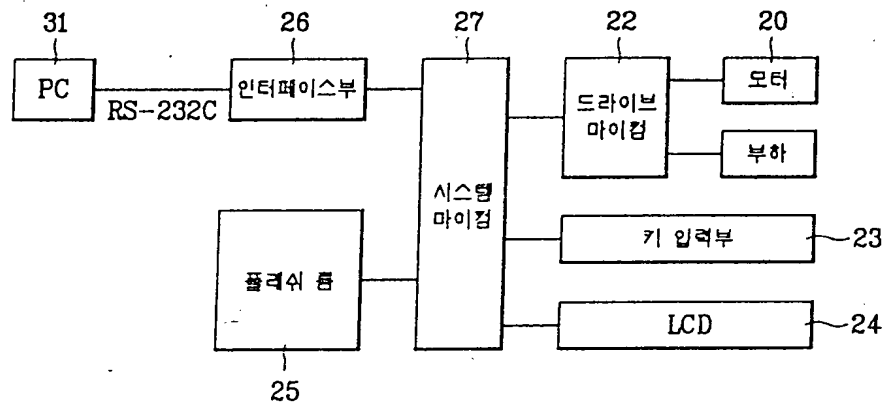 31
26
27
22
20
PC
RS-232C
인터페이스부
시스템
마이컴
드라이브
마이컴
모터
부하
키 입력부
23
플래쉬 롬
25
LCD
24